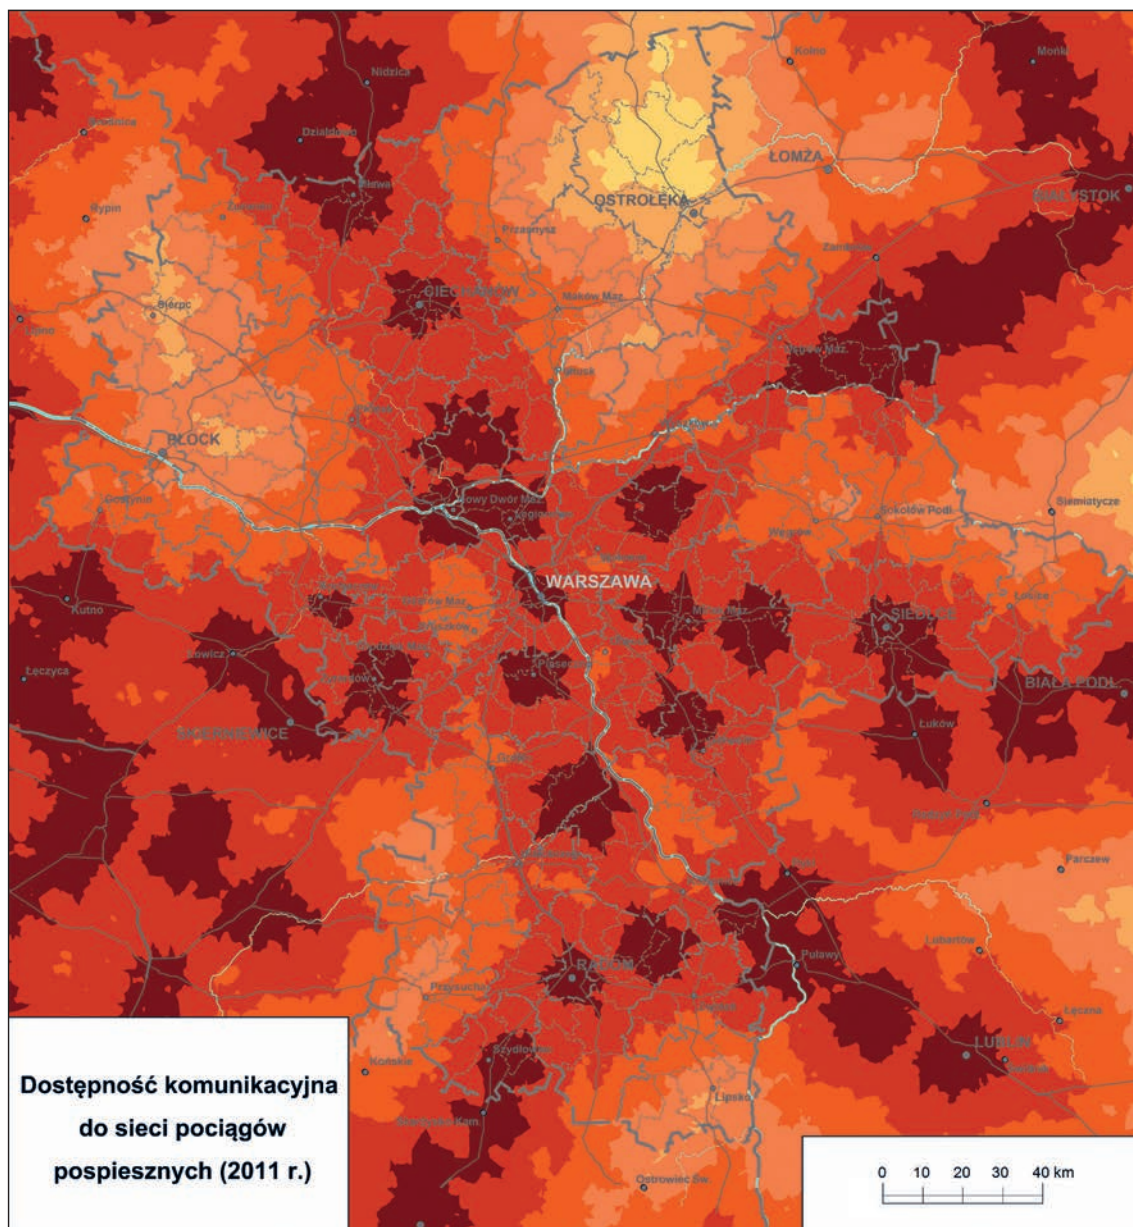 Kolno
Mońki
Nidzica
Działdowo
Mława
ŁOMŻA
BIAŁYSTOK
OSTROŁĘKA
Rypin
Przasnysz
Zambrów
CIECHANÓW
Maków Maz.
Sierpc
Lipno
Pułtusk
PŁOCK
Gostynin
Nowy Dwór Maz.
Legionowo
Sokołów Podl.
Siemiatycze
Węgrów
WARSZAWA
Kutno
Mińsk Maz.
SIEDLCE
Łosice
Pruszków
Łowicz
Piaseczno
Łęczyca
BIAŁA PODL.
SKIERNIEWICE
Łuków
Parczew
Lubartów
Puławy
RADOM
Przysucha
Łęczna
LUBLIN
Szydłowiec
Końskie
Lipsko
Ostrowiec Św.
Dostępność komunikacyjna
do sieci pociągów
pospiesznych (2011 r.)
0 10 20 30 40 km